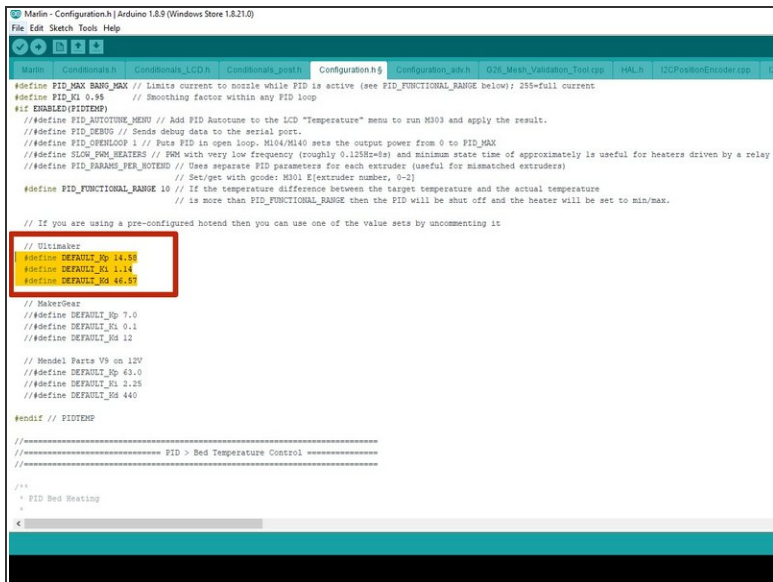 Marlin - Configuration.h | Arduino 1.8.9 (Windows Store 1.8.21.0)
File Edit Sketch Tools Help
Marlin Conditionals.h Conditionals_LCD.h Conditionals_post.h Configuration.h § Configuration_adv.h G26_Mesh_Validation_Tool.cpp HAL.h I2CPositionEncoder.cpp
#define PID_MAX BANG_MAX // Limits current to nozzle while PID is active (see PID_FUNCTIONAL_RANGE below); 255=full current
#define PID_K1 0.95 // Smoothing factor within any PID loop
#if ENABLED(PIDTEMP)
//#define PID_AUTOTUNE_MENU // Add PID Autotune to the LCD "Temperature" menu to run M303 and apply the result.
//#define PID_DEBUG // Sends debug data to the serial port.
//#define PID_OPENLOOP 1 // Puts PID in open loop. M104/M140 sets the output power from 0 to PID_MAX
//#define SLOW_PWM_HEATERS // PWM with very low frequency (roughly 0.125Hz=8s) and minimum state time of approximately 1s useful for heaters driven by a relay
//#define PID_PARAMS_PER_HOTEND // Uses separate PID parameters for each extruder (useful for mismatched extruders)
// Set/get with gcode: M301 E[extruder number, 0-2]
#define PID_FUNCTIONAL_RANGE 10 // If the temperature difference between the target temperature and the actual temperature
// is more than PID_FUNCTIONAL_RANGE then the PID will be shut off and the heater will be set to min/max.
// If you are using a pre-configured hotend then you can use one of the value sets by uncommenting it
// Ultimaker
#define DEFAULT_Kp 14.58
#define DEFAULT_Ki 1.14
#define DEFAULT_Kd 46.57
// MakerGear
//#define DEFAULT_Kp 7.0
//#define DEFAULT_Ki 0.1
//#define DEFAULT_Kd 12
// Mendel Parts V9 on 12V
//#define DEFAULT_Kp 63.0
//#define DEFAULT_Ki 2.25
//#define DEFAULT_Kd 440
#endif // PIDTEMP
//===========================================================================
//============================= PID > Bed Temperature Control ===============
//===========================================================================
/**
* PID Bed Heating
*